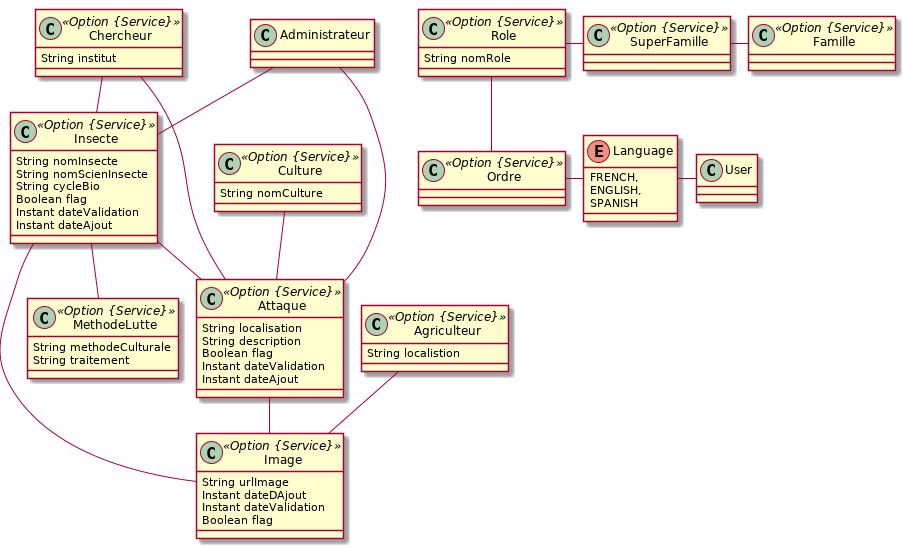 C «Option {Service}»
Chercheur
String institut
C Administrateur
C «Option {Service}»
Role
String nomRole
C «Option {Service}»
SuperFamille
C «Option {Service}»
Famille
C «Option {Service}»
Insecte
String nomInsecte
String nomScienInsecte
String cycleBio
Boolean flag
Instant dateValidation
Instant dateAjout
C «Option {Service}»
Culture
String nomCulture
C «Option {Service}»
Ordre
E Language
FRENCH,
ENGLISH,
SPANISH
C User
C «Option {Service}»
MethodeLutte
String methodeCulturale
String traitement
C «Option {Service}»
Attaque
String localisation
String description
Boolean flag
Instant dateValidation
Instant dateAjout
C «Option {Service}»
Agriculteur
String localistion
C «Option {Service}»
Image
String urlImage
Instant dateDAjout
Instant dateValidation
Boolean flag